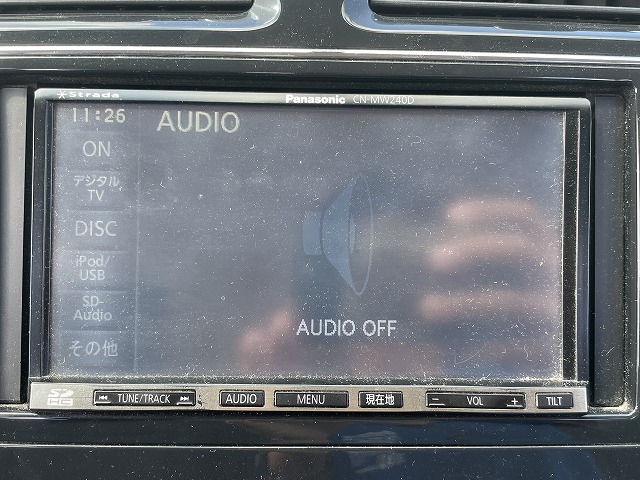 Strada Panasonic CN-MW240D
11:26 AUDIO
ON
デジタル
TV
DISC
iPod/
USB
SD-
Audio
その他
AUDIO OFF
SD HC TUNE/TRACK AUDIO MENU 現在地 − VOL + TILT